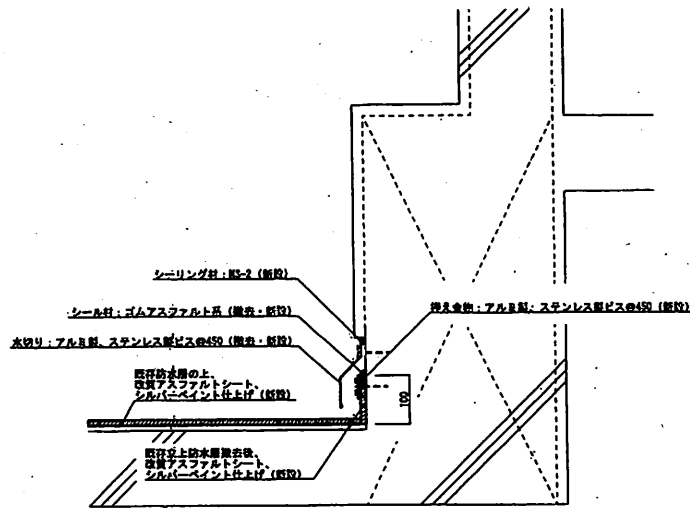 シーリング材：MS-2（新設）
シール材：ゴムアスファルト系（撤去・新設）
押え金物：アルミ製、ステンレス製ビス@450（新設）
水切り：アルミ製、ステンレス製ビス@450（撤去・新設）
既存防水層の上、
改質アスファルトシート、
シルバーペイント仕上げ（新設）
100
既存立上防水層撤去後、
改質アスファルトシート、
シルバーペイント仕上げ（新設）